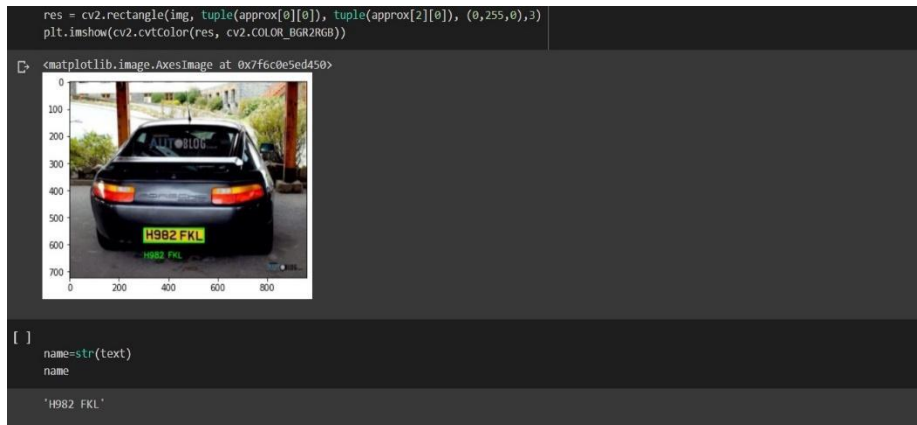 res = cv2.rectangle(img, tuple(approx[0][0]), tuple(approx[2][0]), (0,255,0),3)
plt.imshow(cv2.cvtColor(res, cv2.COLOR_BGR2RGB))
<matplotlib.image.AxesImage at 0x7f6c0e5ed450>
0
100
200
300
400
500
600
700
AUTOBLOG
H982 FKL
H982 FKL
0 200 400 600 800
[ ]
name=str(text)
name
'H982 FKL'